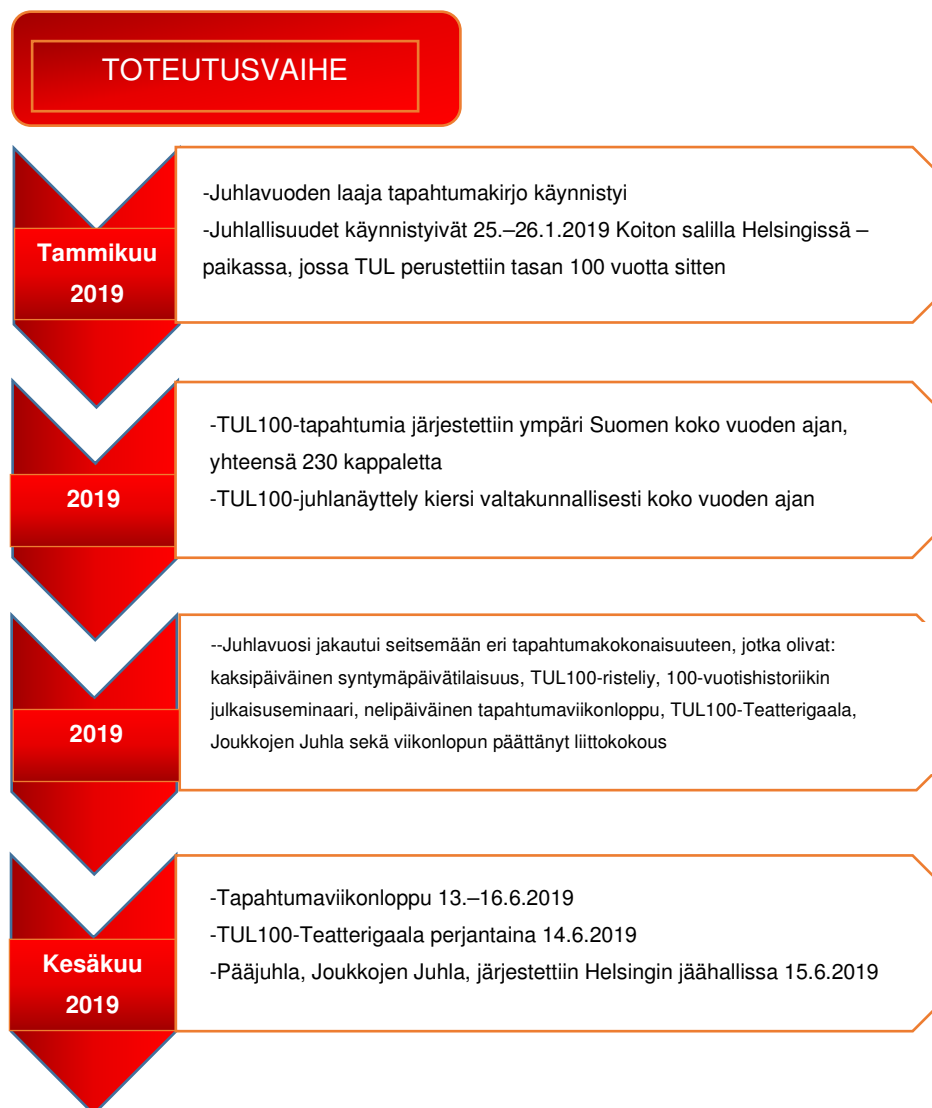 TOTEUTUSVAIHE
Tammikuu
2019
-Juhlavuoden laaja tapahtumakirjo käynnistyi
-Juhlallisuudet käynnistyivät 25.–26.1.2019 Koiton salilla Helsingissä –
paikassa, jossa TUL perustettiin tasan 100 vuotta sitten
2019
-TUL100-tapahtumia järjestettiin ympäri Suomen koko vuoden ajan,
yhteensä 230 kappaletta
-TUL100-juhlanäyttely kiersi valtakunnallisesti koko vuoden ajan
2019
--Juhlavuosi jakautui seitsemään eri tapahtumakokonaisuuteen, jotka olivat:
kaksipäiväinen syntymäpäivätilaisuus, TUL100-risteliy, 100-vuotishistoriikin
julkaisuseminaari, nelipäiväinen tapahtumaviikonloppu, TUL100-Teatterigaala,
Joukkojen Juhla sekä viikonlopun päättänyt liittokokous
Kesäkuu
2019
-Tapahtumaviikonloppu 13.–16.6.2019
-TUL100-Teatterigaala perjantaina 14.6.2019
-Pääjuhla, Joukkojen Juhla, järjestettiin Helsingin jäähallissa 15.6.2019